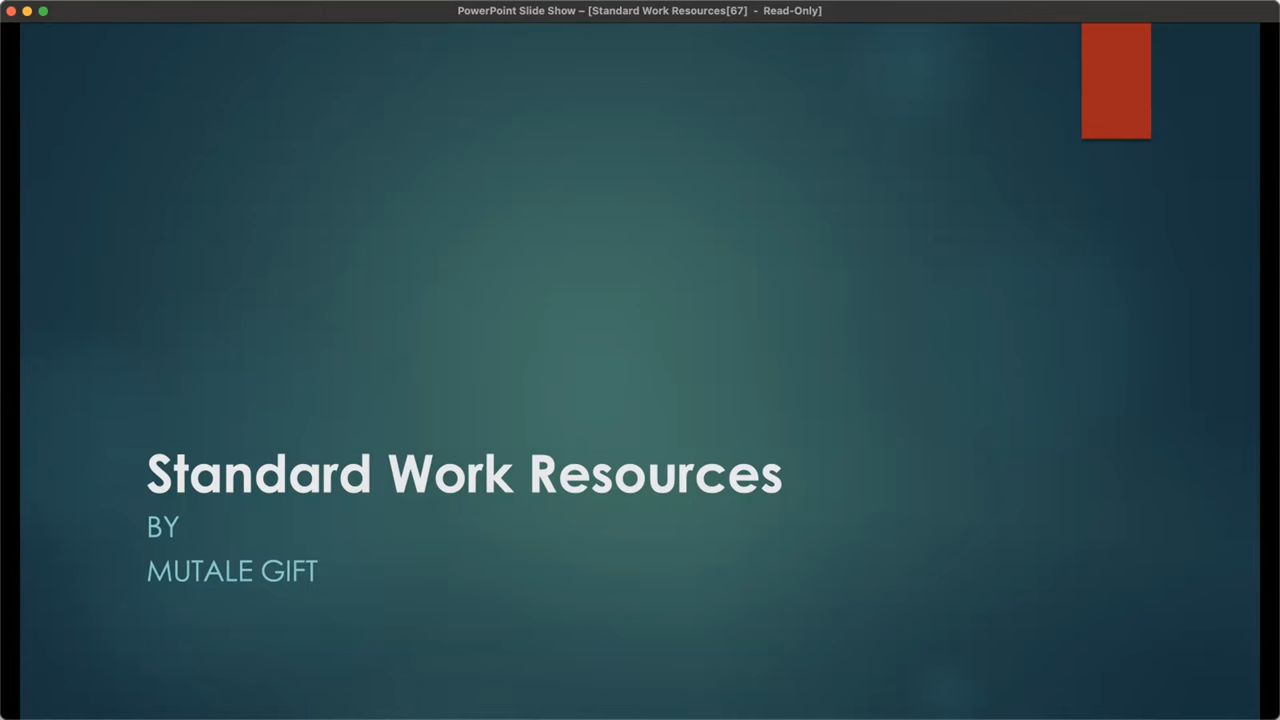 PowerPoint Slide Show – [Standard Work Resources[67] - Read-Only]
Standard Work Resources
BY
MUTALE GIFT